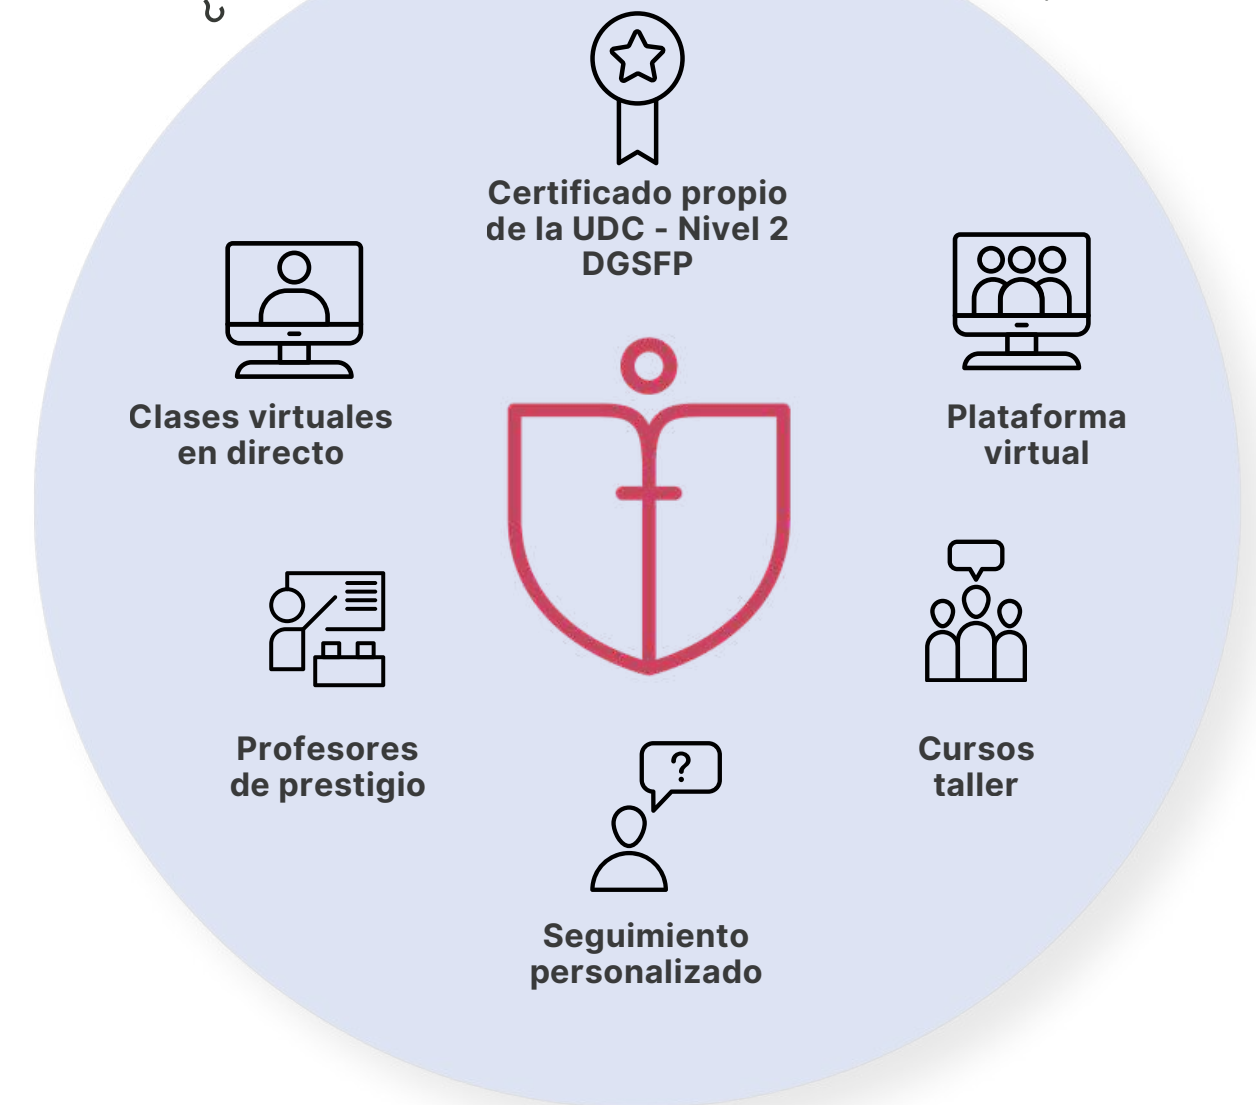 ¿
Certificado propio
de la UDC - Nivel 2
DGSFP
Clases virtuales
en directo
Plataforma
virtual
Profesores
de prestigio
Cursos
taller
?
Seguimiento
personalizado